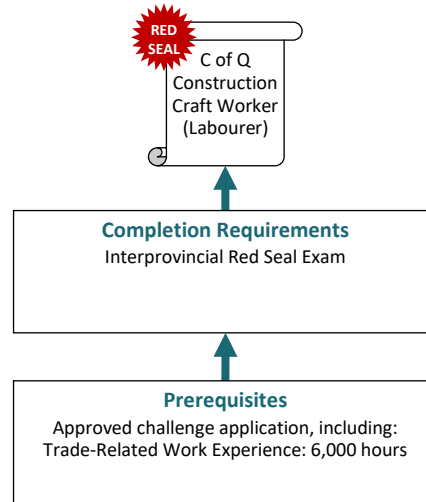 RED
SEAL
C of Q
Construction
Craft Worker
(Labourer)
Completion Requirements
Interprovincial Red Seal Exam
Prerequisites
Approved challenge application, including:
Trade-Related Work Experience: 6,000 hours